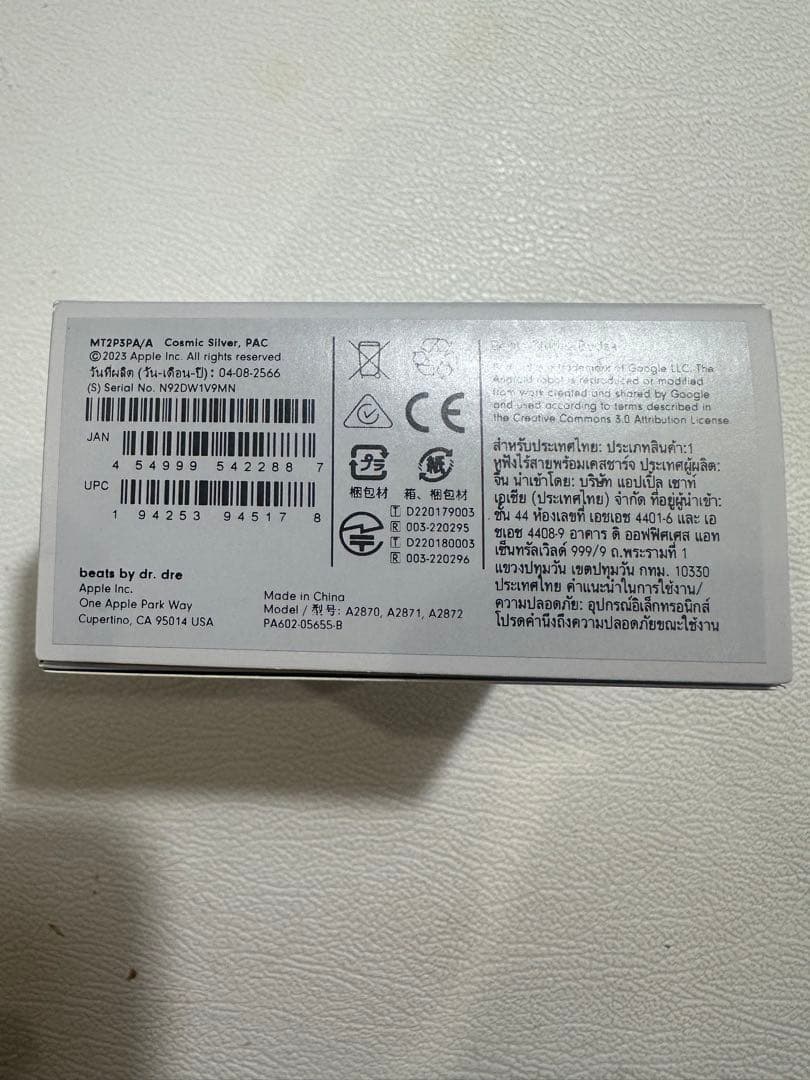 MT2P3PA/A Cosmic Silver, PAC
©2023 Apple Inc. All rights reserved
วันที่ผลิต (วัน-เดือน-ปี): 04-08-2566
(S) Serial No. N92DW1V9MN
JAN
4 54999 542288 7
UPC
1 94253 94517 8
beats by dr. dre
Apple Inc.
One Apple Park Way
Cupertino, CA 95014 USA
Made in China
Model / 型号: A2870, A2871, A2872
PA602-05655-B
CE
プラ
紙
梱包材
箱、梱包材
T D220179003
R 003-220295
T D220180003
R 003-220296
trademark of Google LLC. The
Android robot is reproduced or modified
from work created and shared by Google
and used according to terms described in
the Creative Commons 3.0 Attribution License.
สำหรับประเทศไทย: ประเภทสินค้า:1
หูฟังไร้สายพร้อมเคสชาร์จ ประเทศผู้ผลิต:
จีน นำเข้าโดย: บริษัท แอปเปิ้ล เซาท์
เอเชีย (ประเทศไทย) จำกัด ที่อยู่ผู้นำเข้า:
ชั้น 44 ห้องเลขที่ เอชเอช 4401-6 และ เอ
ชเอช 4408-9 อาคาร ดิ ออฟฟิศเศส แอท
เซ็นทรัลเวิลด์ 999/9 ถ.พระรามที่ 1
แขวงปทุมวัน เขตปทุมวัน กทม. 10330
ประเทศไทย คำแนะนำในการใช้งาน/
ความปลอดภัย: อุปกรณ์อิเล็กทรอนิกส์
โปรดคำนึงถึงความปลอดภัยขณะใช้งาน